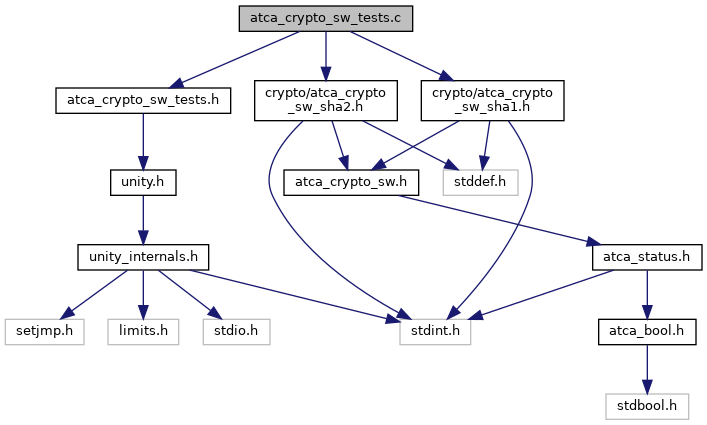 atca_crypto_sw_tests.c
atca_crypto_sw_tests.h
crypto/atca_crypto
_sw_sha2.h
crypto/atca_crypto
_sw_sha1.h
unity.h
atca_crypto_sw.h
stddef.h
unity_internals.h
atca_status.h
setjmp.h
limits.h
stdio.h
stdint.h
atca_bool.h
stdbool.h